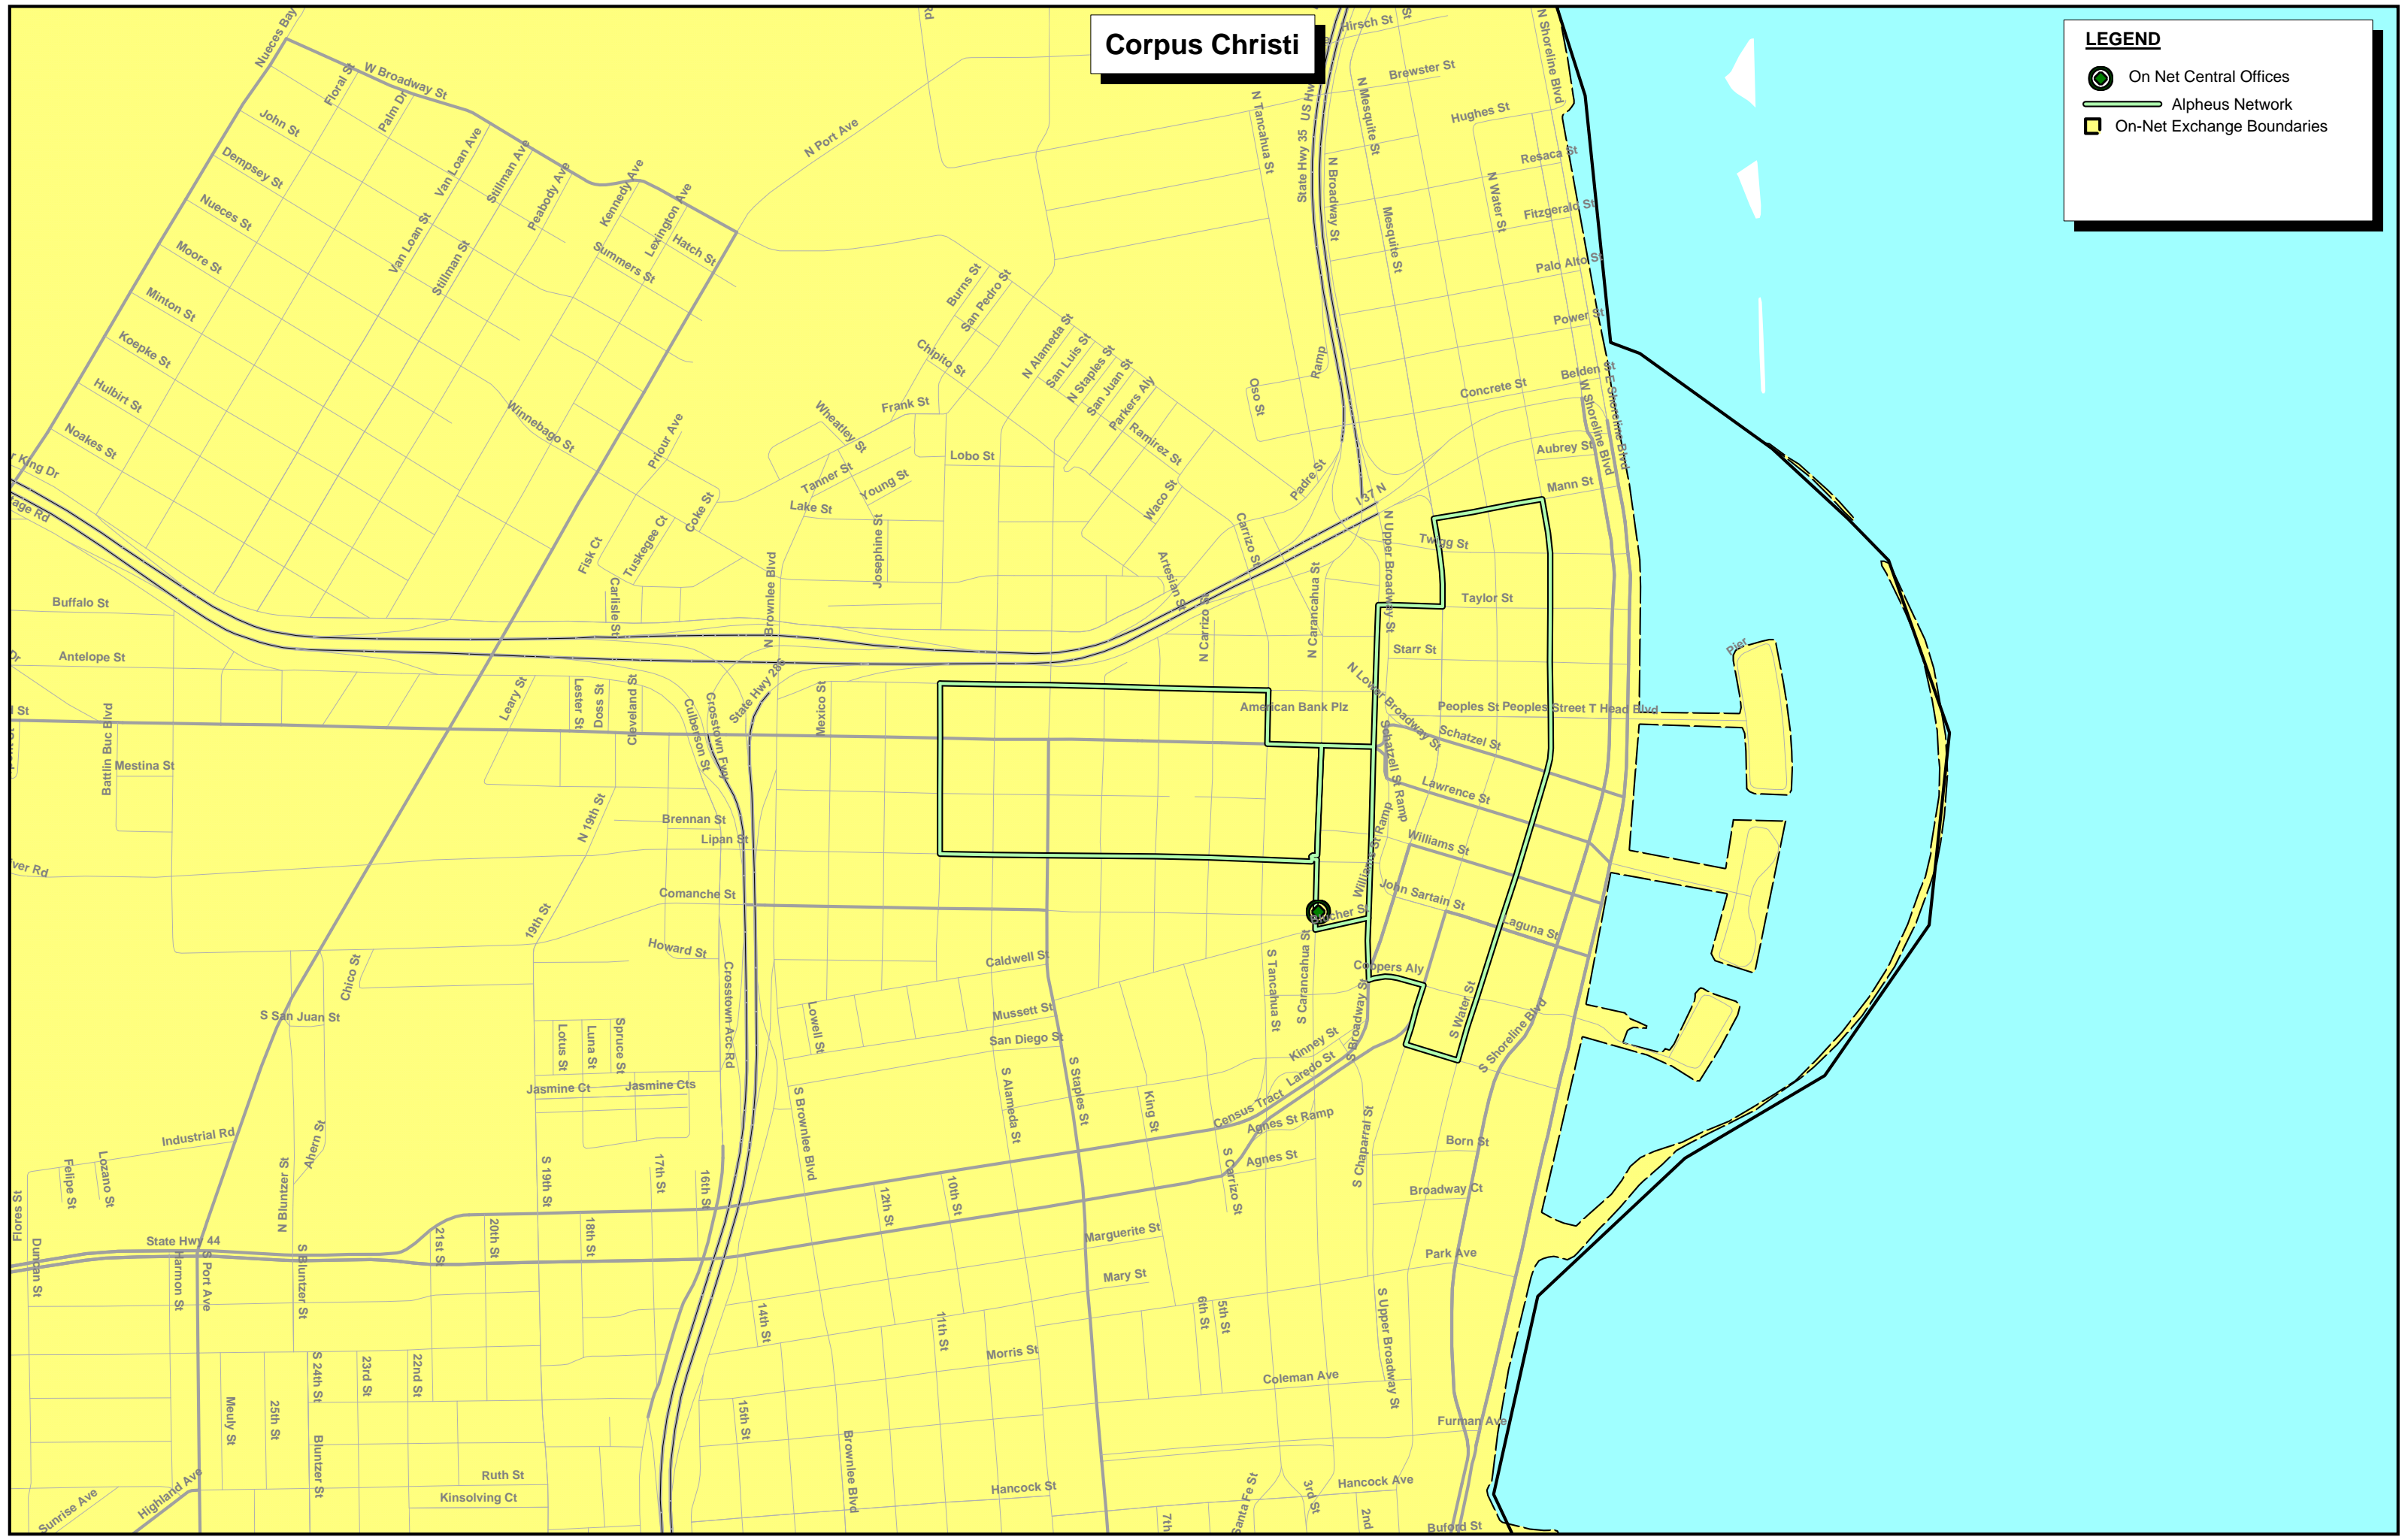 Corpus Christi
LEGEND
On Net Central Offices
Alpheus Network
On-Net Exchange Boundaries
Nueces Bay
W Broadway St
Floral St
Palm Dr
John St
Dempsey St
Nueces St
Moore St
Minton St
Koepke St
Hulbirt St
Noakes St
Van Loan Ave
Stillman Ave
Peabody Ave
Kennedy Ave
Lexington Ave
Van Loan St
Stillman St
Summers St
Hatch St
Winnebago St
Priour Ave
N Port Ave
Rd
Hirsch St
St
Brewster St
N Shoreline Blvd
N Tancahua St
State Hwy 35
US Hwy
N Broadway St
N Mesquite St
Mesquite St
Hughes St
Resaca St
N Water St
Fitzgerald St
Palo Alto St
Power St
Belden St
Concrete St
W Shoreline Blvd
E Shoreline Blvd
Aubrey St
Mann St
Burns St
San Pedro St
Chipito St
N Alameda St
San Luis St
N Staples St
San Juan St
Parkers Aly
Ramirez St
Waco St
Frank St
Wheatley St
Lobo St
Tanner St
Young St
Lake St
Josephine St
Oso St
Ramp
Padre St
I 37 N
Carrizo St
Artesian St
N Carrizo St
N Carancahua St
N Upper Broadway St
Twigg St
Taylor St
Starr St
N Lower Broadway St
Peoples St
Peoples Street T Head Blvd
Pier
American Bank Plz
Schatzel St
Schatzell St Ramp
Lawrence St
Williams St
Williams St Ramp
John Sartain St
Laguna St
Coppers Aly
S Water St
S Shoreline Blvd
r King Dr
tage Rd
Buffalo St
Antelope St
Dr
l St
Battlin Buc Blvd
Mestina St
ver Rd
Fisk Ct
Tuskegee Ct
Coke St
Carlisle St
N Brownlee Blvd
State Hwy 286
Leary St
Lester St
Doss St
Cleveland St
Culberson St
Crosstown Fwy
Mexico St
N 19th St
Brennan St
Lipan St
Comanche St
19th St
Howard St
Crosstown Acc Rd
Chico St
S San Juan St
Lotus St
Luna St
Spruce St
Jasmine Ct
Jasmine Cts
Caldwell St
Lowell St
Mussett St
San Diego St
S Alameda St
S Staples St
S Brownlee Blvd
King St
S Tancahua St
S Carancahua St
Kinney St
Laredo St
S Broadway St
Census Tract
Agnes St Ramp
Agnes St
S Carrizo St
S Chaparral St
Born St
Broadway Ct
Park Ave
S Upper Broadway St
Coleman Ave
Furman Ave
Hancock Ave
Buford St
Industrial Rd
Ahern St
N Bluntzer St
Felipe St
Lozano St
Flores St
Duncan St
State Hwy 44
Harmon St
S Port Ave
S Bluntzer St
21st St
20th St
18th St
S 19th St
17th St
16th St
12th St
10th St
Marguerite St
Mary St
14th St
11th St
Morris St
6th St
5th St
S 24th St
23rd St
22nd St
Meuly St
25th St
Bluntzer St
15th St
Brownlee Blvd
Hancock St
Ruth St
Kinsolving Ct
Sunrise Ave
Highland Ave
7th
Santa Fe St
3rd St
2nd